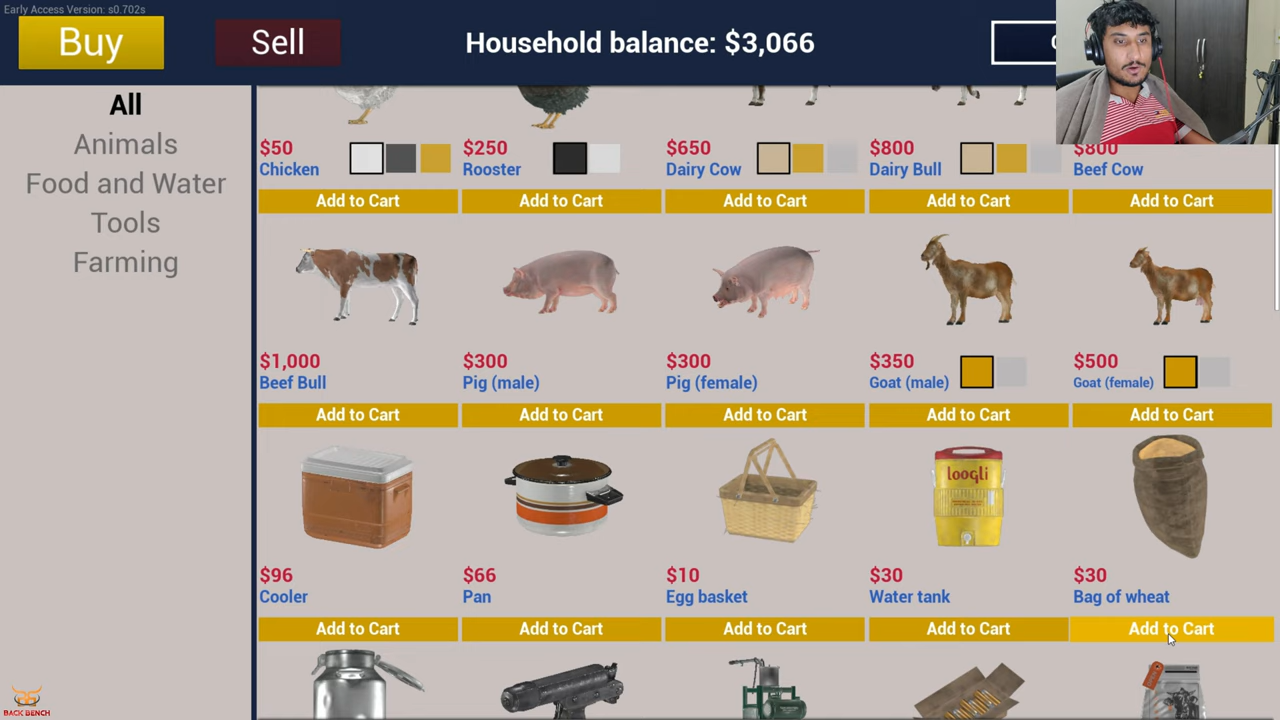 Early Access Version: s0.702s
Buy
Sell
Household balance: $3,066
All
Animals
Food and Water
Tools
Farming
$50
Chicken
$250
Rooster
$650
Dairy Cow
$800
Dairy Bull
$800
Beef Cow
Add to Cart
Add to Cart
Add to Cart
Add to Cart
Add to Cart
$1,000
Beef Bull
$300
Pig (male)
$300
Pig (female)
$350
Goat (male)
$500
Goat (female)
Add to Cart
Add to Cart
Add to Cart
Add to Cart
Add to Cart
loogli
$96
Cooler
$66
Pan
$10
Egg basket
$30
Water tank
$30
Bag of wheat
Add to Cart
Add to Cart
Add to Cart
Add to Cart
Add to Cart
BACK BENCH